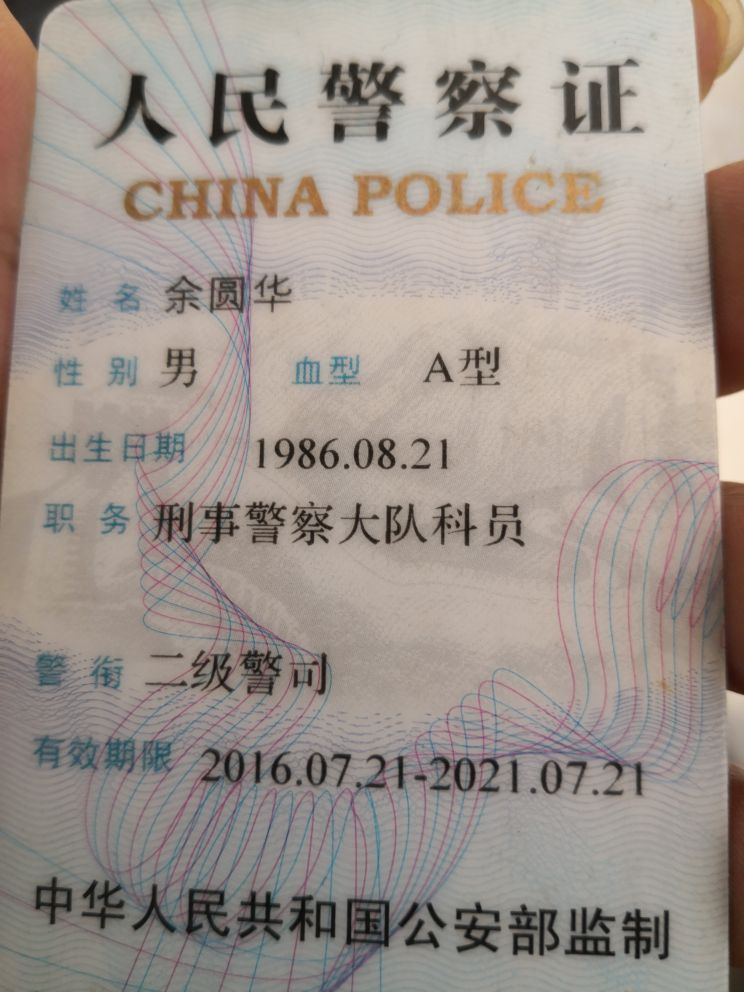 人民警察证
CHINA POLICE
姓名 余圆华
性别 男 血型 A型
出生日期 1986.08.21
职务 刑事警察大队科员
警衔 二级警司
有效期限 2016.07.21-2021.07.21
中华人民共和国公安部监制